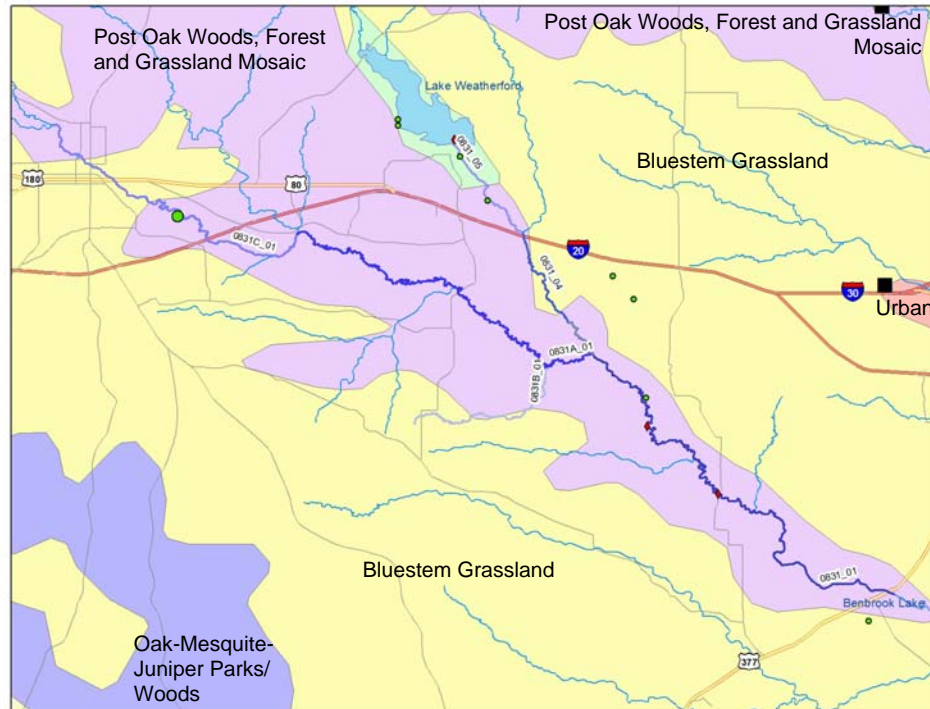 Post Oak Woods, Forest
and Grassland Mosaic
Post Oak Woods, Forest and Grassland
Mosaic
Lake Weatherford
0831_05
Bluestem Grassland
180
80
0831C_01
20
0831_04
30
Urban
0831A_01
0831B_01
Bluestem Grassland
0831_01
Benbrook Lake
Oak-Mesquite-
Juniper Parks/
Woods
377